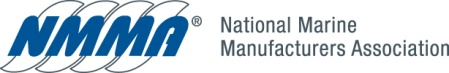 NMMA®
National Marine
Manufacturers Association